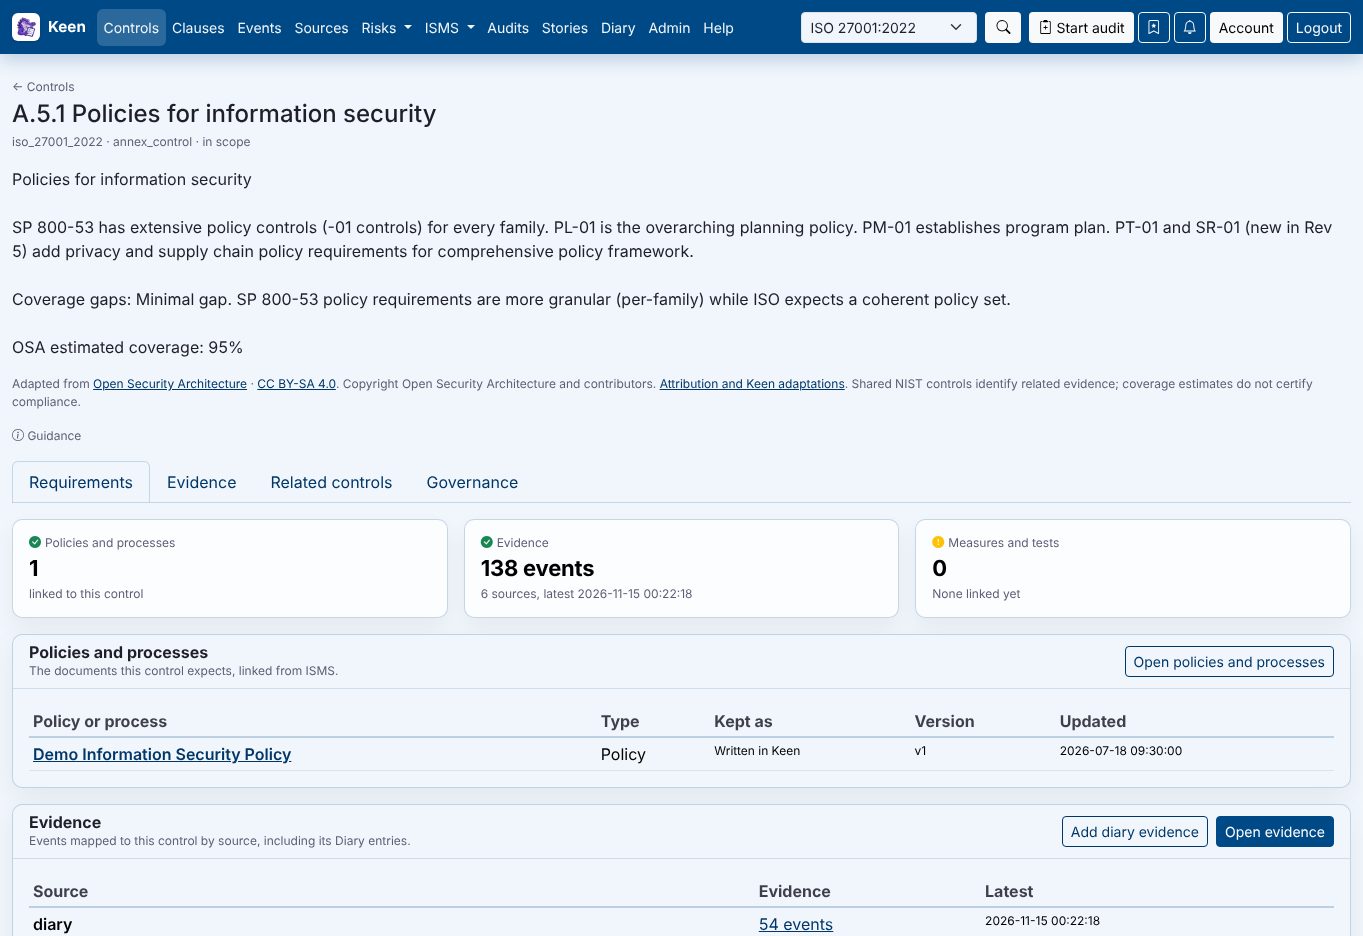 Keen Controls Clauses Events Sources Risks ISMS Audits Stories Diary Admin Help ISO 27001:2022 Start audit Account Logout
← Controls
A.5.1 Policies for information security
iso_27001_2022 · annex_control · in scope
Policies for information security
SP 800-53 has extensive policy controls (-01 controls) for every family. PL-01 is the overarching planning policy. PM-01 establishes program plan. PT-01 and SR-01 (new in Rev
5) add privacy and supply chain policy requirements for comprehensive policy framework.
Coverage gaps: Minimal gap. SP 800-53 policy requirements are more granular (per-family) while ISO expects a coherent policy set.
OSA estimated coverage: 95%
Adapted from Open Security Architecture · CC BY-SA 4.0. Copyright Open Security Architecture and contributors. Attribution and Keen adaptations. Shared NIST controls identify related evidence; coverage estimates do not certify
compliance.
Guidance
Requirements Evidence Related controls Governance
Policies and processes
1
linked to this control
Evidence
138 events
6 sources, latest 2026-11-15 00:22:18
Measures and tests
0
None linked yet
Policies and processes
The documents this control expects, linked from ISMS.
Open policies and processes
Policy or process Type Kept as Version Updated
Demo Information Security Policy Policy Written in Keen v1 2026-07-18 09:30:00
Evidence
Events mapped to this control by source, including its Diary entries.
Add diary evidence Open evidence
Source Evidence Latest
diary 54 events 2026-11-15 00:22:18